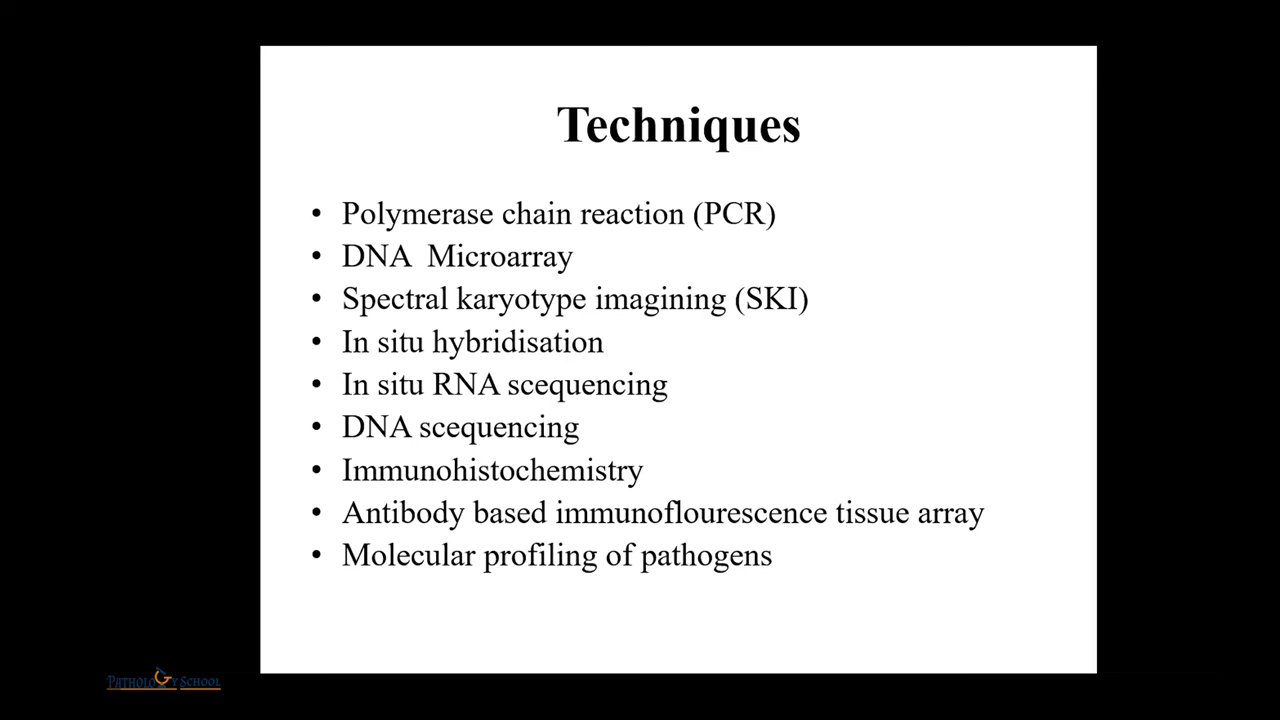 Techniques
• Polymerase chain reaction (PCR)
• DNA  Microarray
• Spectral karyotype imagining (SKI)
• In situ hybridisation
• In situ RNA scequencing
• DNA scequencing
• Immunohistochemistry
• Antibody based immunoflourescence tissue array
• Molecular profiling of pathogens
PATHOLOGY SCHOOL